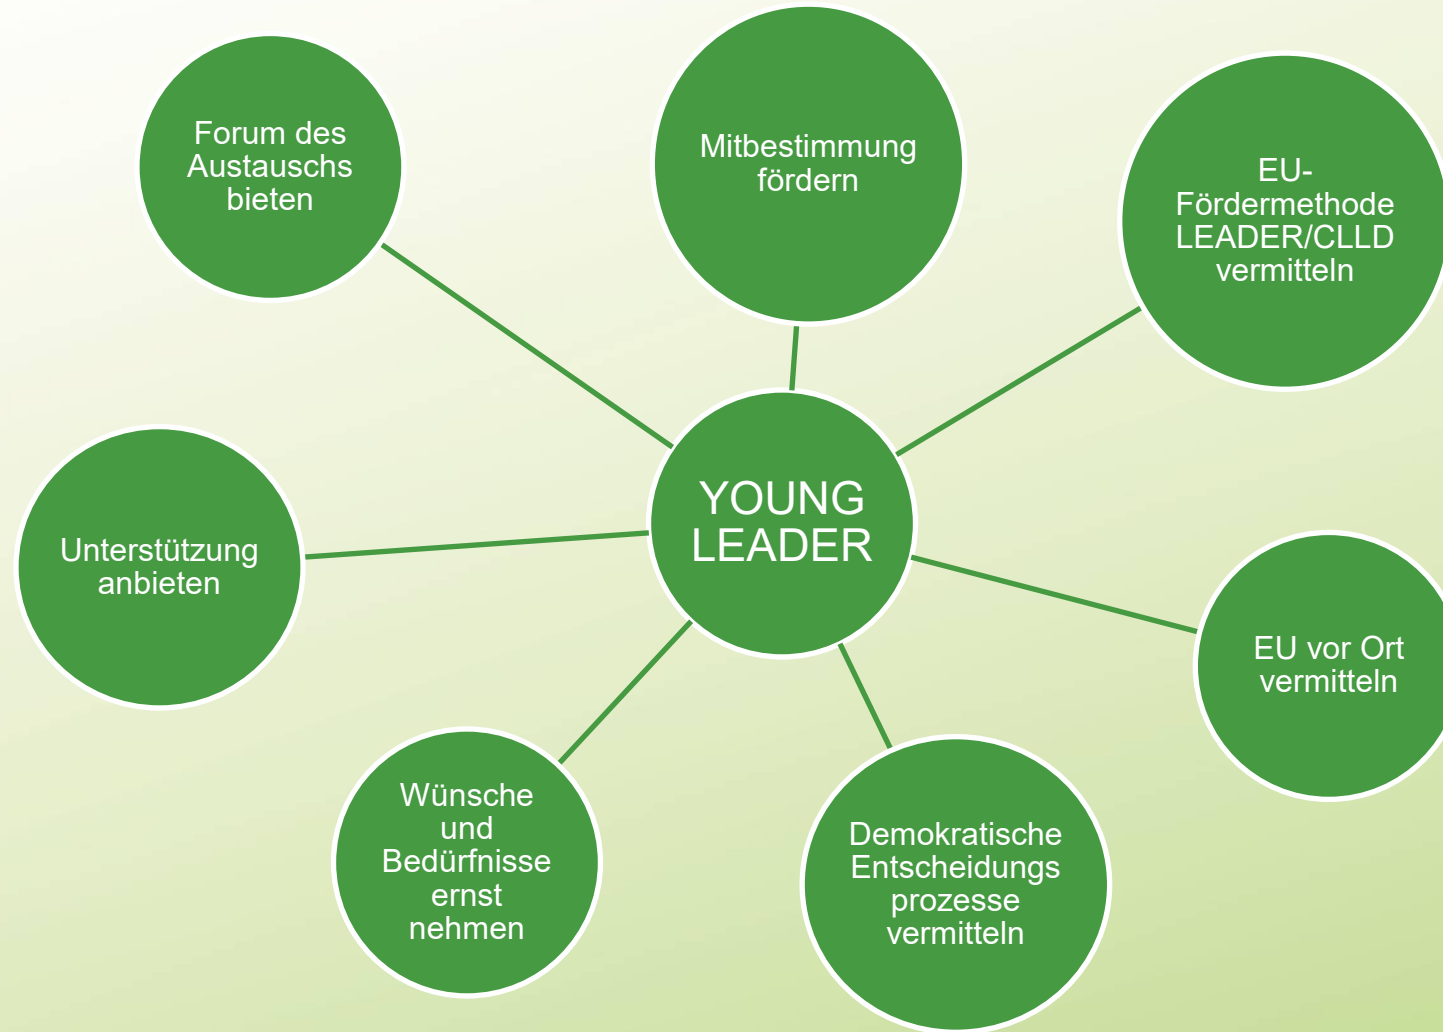 Forum des
Austauschs
bieten
Mitbestimmung
fördern
EU-
Fördermethode
LEADER/CLLD
vermitteln
YOUNG
LEADER
Unterstützung
anbieten
EU vor Ort
vermitteln
Wünsche
und
Bedürfnisse
ernst
nehmen
Demokratische
Entscheidungs
prozesse
vermitteln